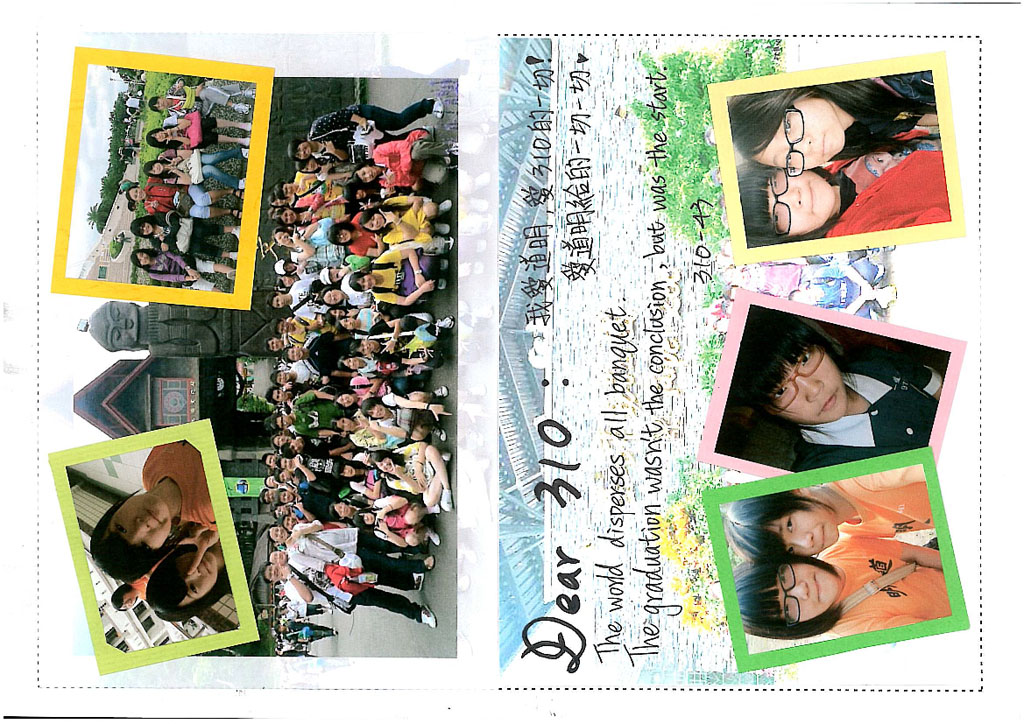 Dear 310:
我愛道明,愛310的一切!
愛道明給的一切一切♥
The world disperses all banquet.
The graduation wasn't the conclusion, but was the start.
310-43